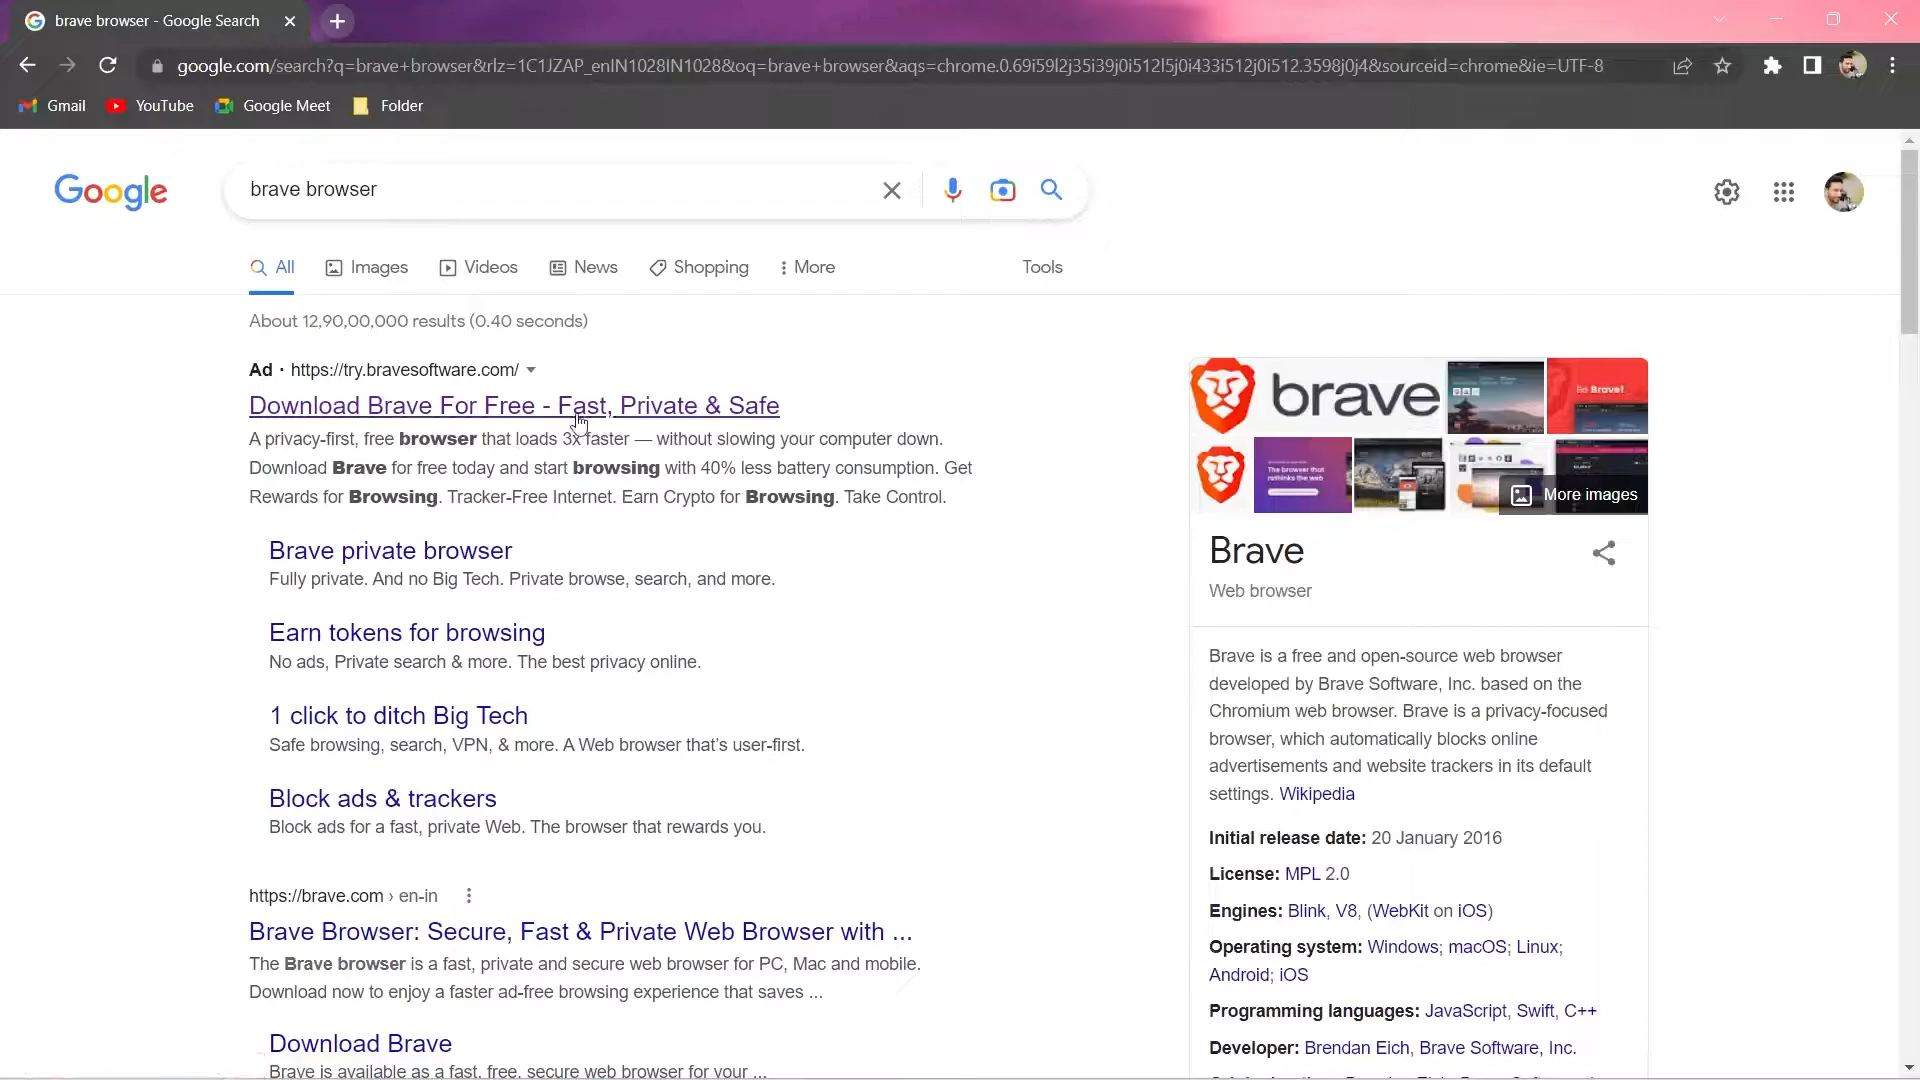 brave browser - Google Search
google.com/search?q=brave+browser&rlz=1C1JZAP_enIN1028IN1028&oq=brave+browser&aqs=chrome.0.69i59l2j35i39j0i512l5j0i433i512j0i512.3598j0j4&sourceid=chrome&ie=UTF-8
Gmail YouTube Google Meet Folder
Google brave browser
All Images Videos News Shopping More Tools
About 12,90,00,000 results (0.40 seconds)
Ad · https://try.bravesoftware.com/
Download Brave For Free - Fast, Private & Safe
A privacy-first, free browser that loads 3x faster — without slowing your computer down.
Download Brave for free today and start browsing with 40% less battery consumption. Get
Rewards for Browsing. Tracker-Free Internet. Earn Crypto for Browsing. Take Control.
Brave private browser
Fully private. And no Big Tech. Private browse, search, and more.
Earn tokens for browsing
No ads, Private search & more. The best privacy online.
1 click to ditch Big Tech
Safe browsing, search, VPN, & more. A Web browser that's user-first.
Block ads & trackers
Block ads for a fast, private Web. The browser that rewards you.
https://brave.com › en-in
Brave Browser: Secure, Fast & Private Web Browser with ...
The Brave browser is a fast, private and secure web browser for PC, Mac and mobile.
Download now to enjoy a faster ad-free browsing experience that saves ...
Download Brave
Brave is available as a fast, free, secure web browser for your ...
brave
Be Brave!
The browser that
rethinks the web
More images
Brave
Web browser
Brave is a free and open-source web browser
developed by Brave Software, Inc. based on the
Chromium web browser. Brave is a privacy-focused
browser, which automatically blocks online
advertisements and website trackers in its default
settings. Wikipedia
Initial release date: 20 January 2016
License: MPL 2.0
Engines: Blink, V8, (WebKit on iOS)
Operating system: Windows; macOS; Linux;
Android; iOS
Programming languages: JavaScript, Swift, C++
Developer: Brendan Eich, Brave Software, Inc.